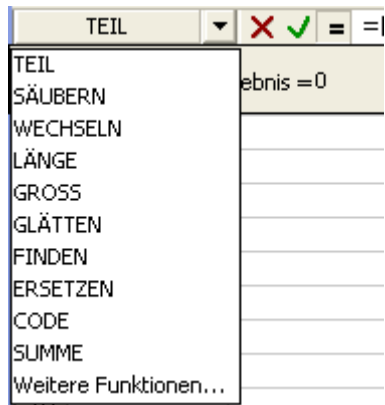 TEIL
= =
TEIL
ebnis =0
SÄUBERN
WECHSELN
LÄNGE
GROSS
GLÄTTEN
FINDEN
ERSETZEN
CODE
SUMME
Weitere Funktionen...